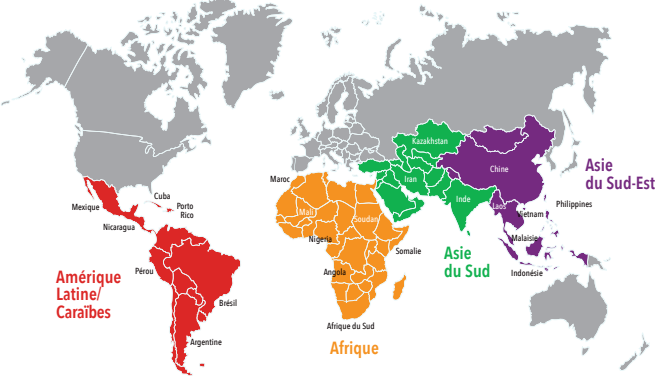 Kazakhstan
Chine
Asie
du Sud-Est
Iran
Maroc
Inde
Cuba
Laos
Philippines
Mexique
Porto
Rico
Mali
Soudan
Vietnam
Nicaragua
Nigeria
Malaisie
Somalie
Asie
du Sud
Pérou
Angola
Indonésie
Amérique
Latine/
Caraïbes
Brésil
Afrique du Sud
Argentine
Afrique